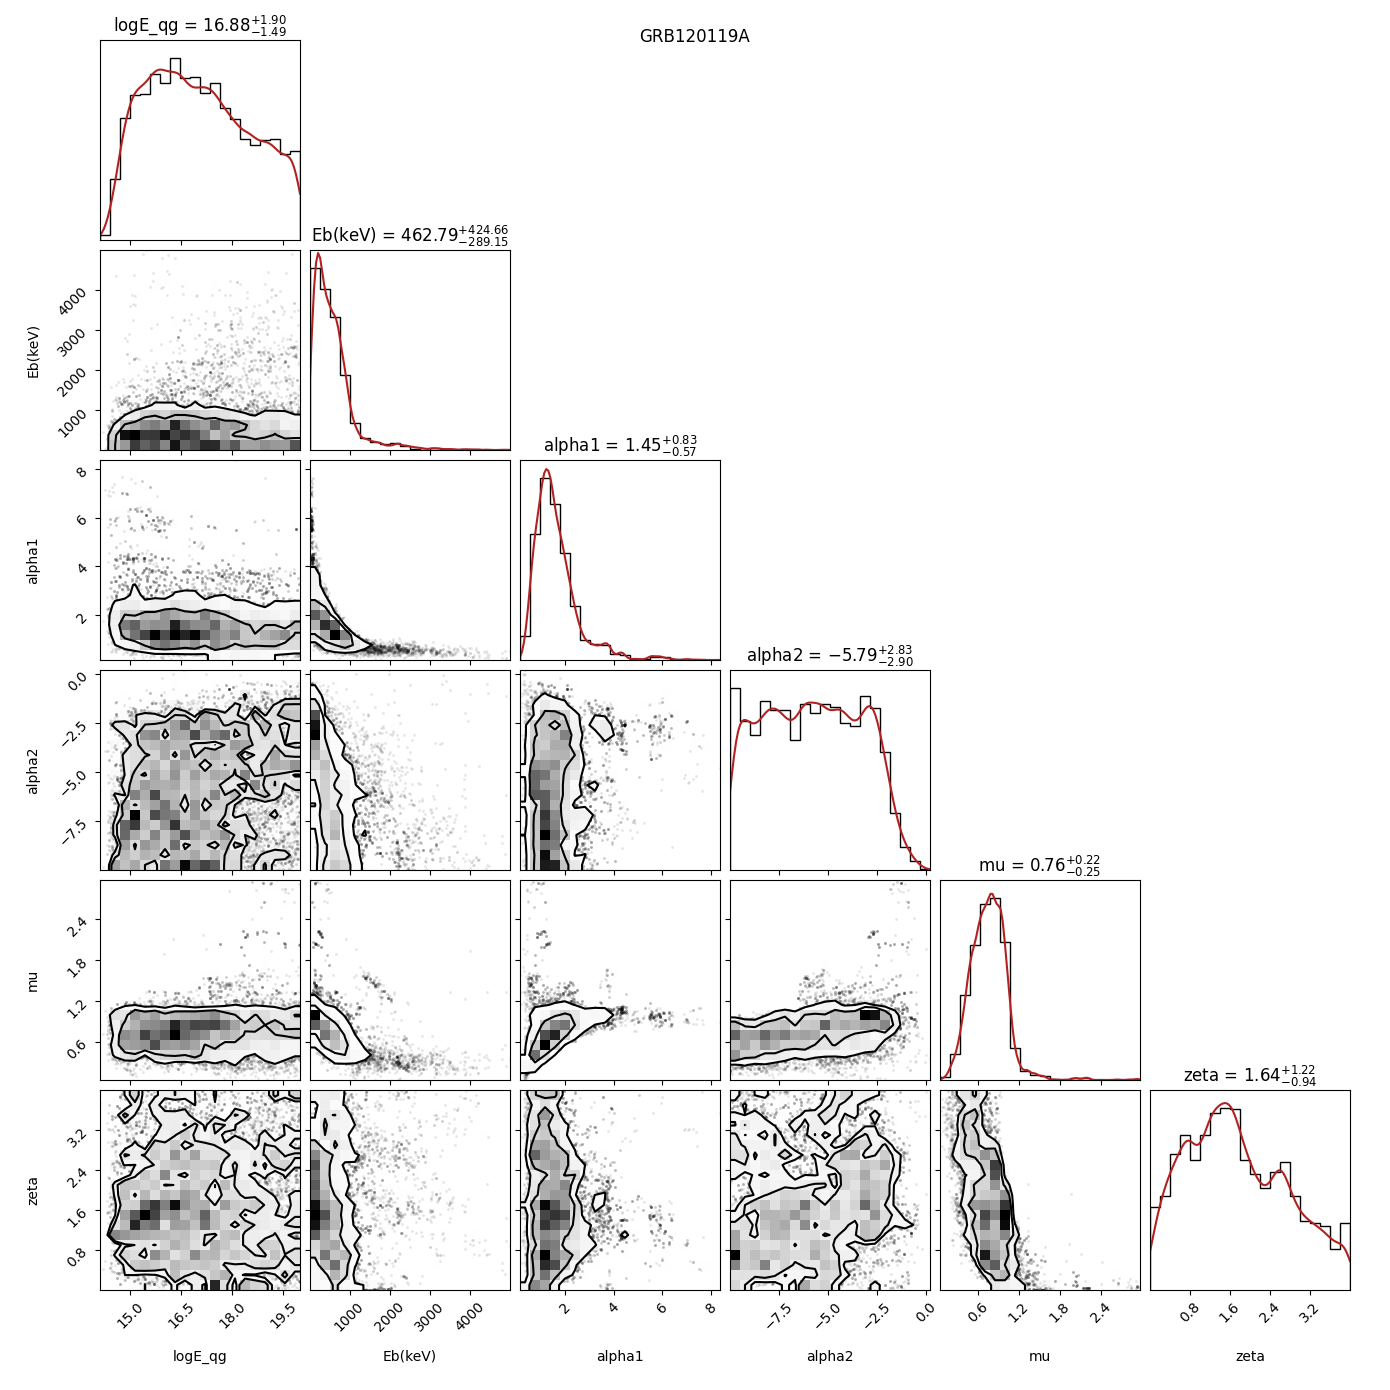 GRB120119A
logE_qg = 16.88+1.90 −1.49
Eb(keV) = 462.79+424.66 −289.15
Eb(keV)
4000
3000
2000
1000
alpha1 = 1.45+0.83 −0.57
alpha1
8
6
4
2
alpha2 = −5.79+2.83 −2.90
alpha2
0.0
−2.5
−5.0
−7.5
mu = 0.76+0.22 −0.25
mu
2.4
1.8
1.2
0.6
zeta = 1.64+1.22 −0.94
zeta
3.2
2.4
1.6
0.8
15.0 16.5 18.0 19.5 1000 2000 3000 4000 2 4 6 8 −7.5 −5.0 −2.5 0.0 0.6 1.2 1.8 2.4 0.8 1.6 2.4 3.2
logE_qg Eb(keV) alpha1 alpha2 mu zeta